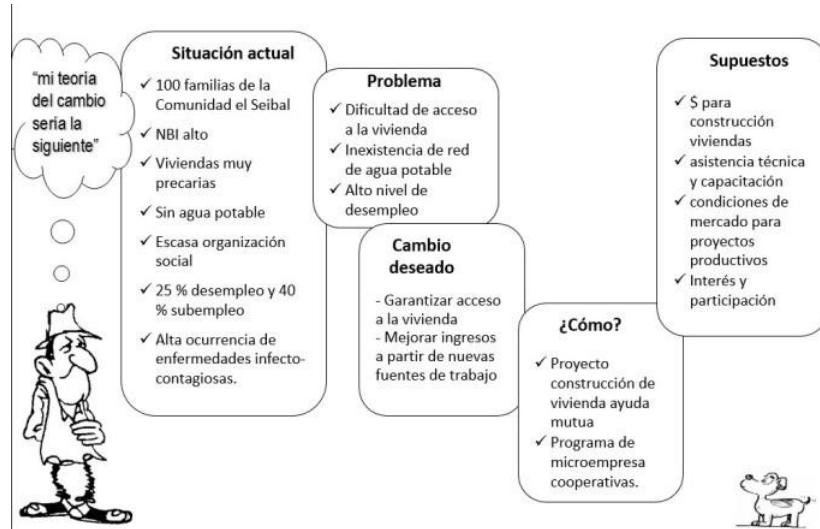 “mi teoría
del cambio
sería la
siguiente”
Situación actual
✓ 100 familias de la
Comunidad el Seibal
✓ NBI alto
✓ Viviendas muy
precarias
✓ Sin agua potable
✓ Escasa organización
social
✓ 25 % desempleo y 40
% subempleo
✓ Alta ocurrencia de
enfermedades infecto-
contagiosas.
Problema
✓ Dificultad de acceso
a la vivienda
✓ Inexistencia de red
de agua potable
✓ Alto nivel de
desempleo
Cambio
deseado
- Garantizar acceso
a la vivienda
- Mejorar ingresos
a partir de nuevas
fuentes de trabajo
¿Cómo?
✓ Proyecto
construcción de
vivienda ayuda
mutua
✓ Programa de
microempresa
cooperativas.
Supuestos
✓ $ para
construcción
viviendas
✓ asistencia técnica
y capacitación
✓ condiciones de
mercado para
proyectos
productivos
✓ Interés y
participación